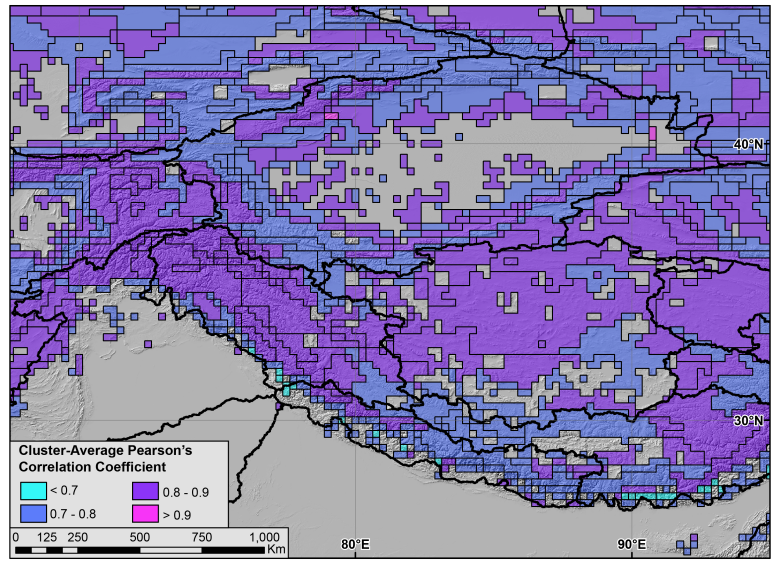 40°N
30°N
Cluster-Average Pearson's
Correlation Coefficient
< 0.7 0.8 - 0.9
0.7 - 0.8 > 0.9
0 125 250 500 750 1,000
Km
80°E 90°E